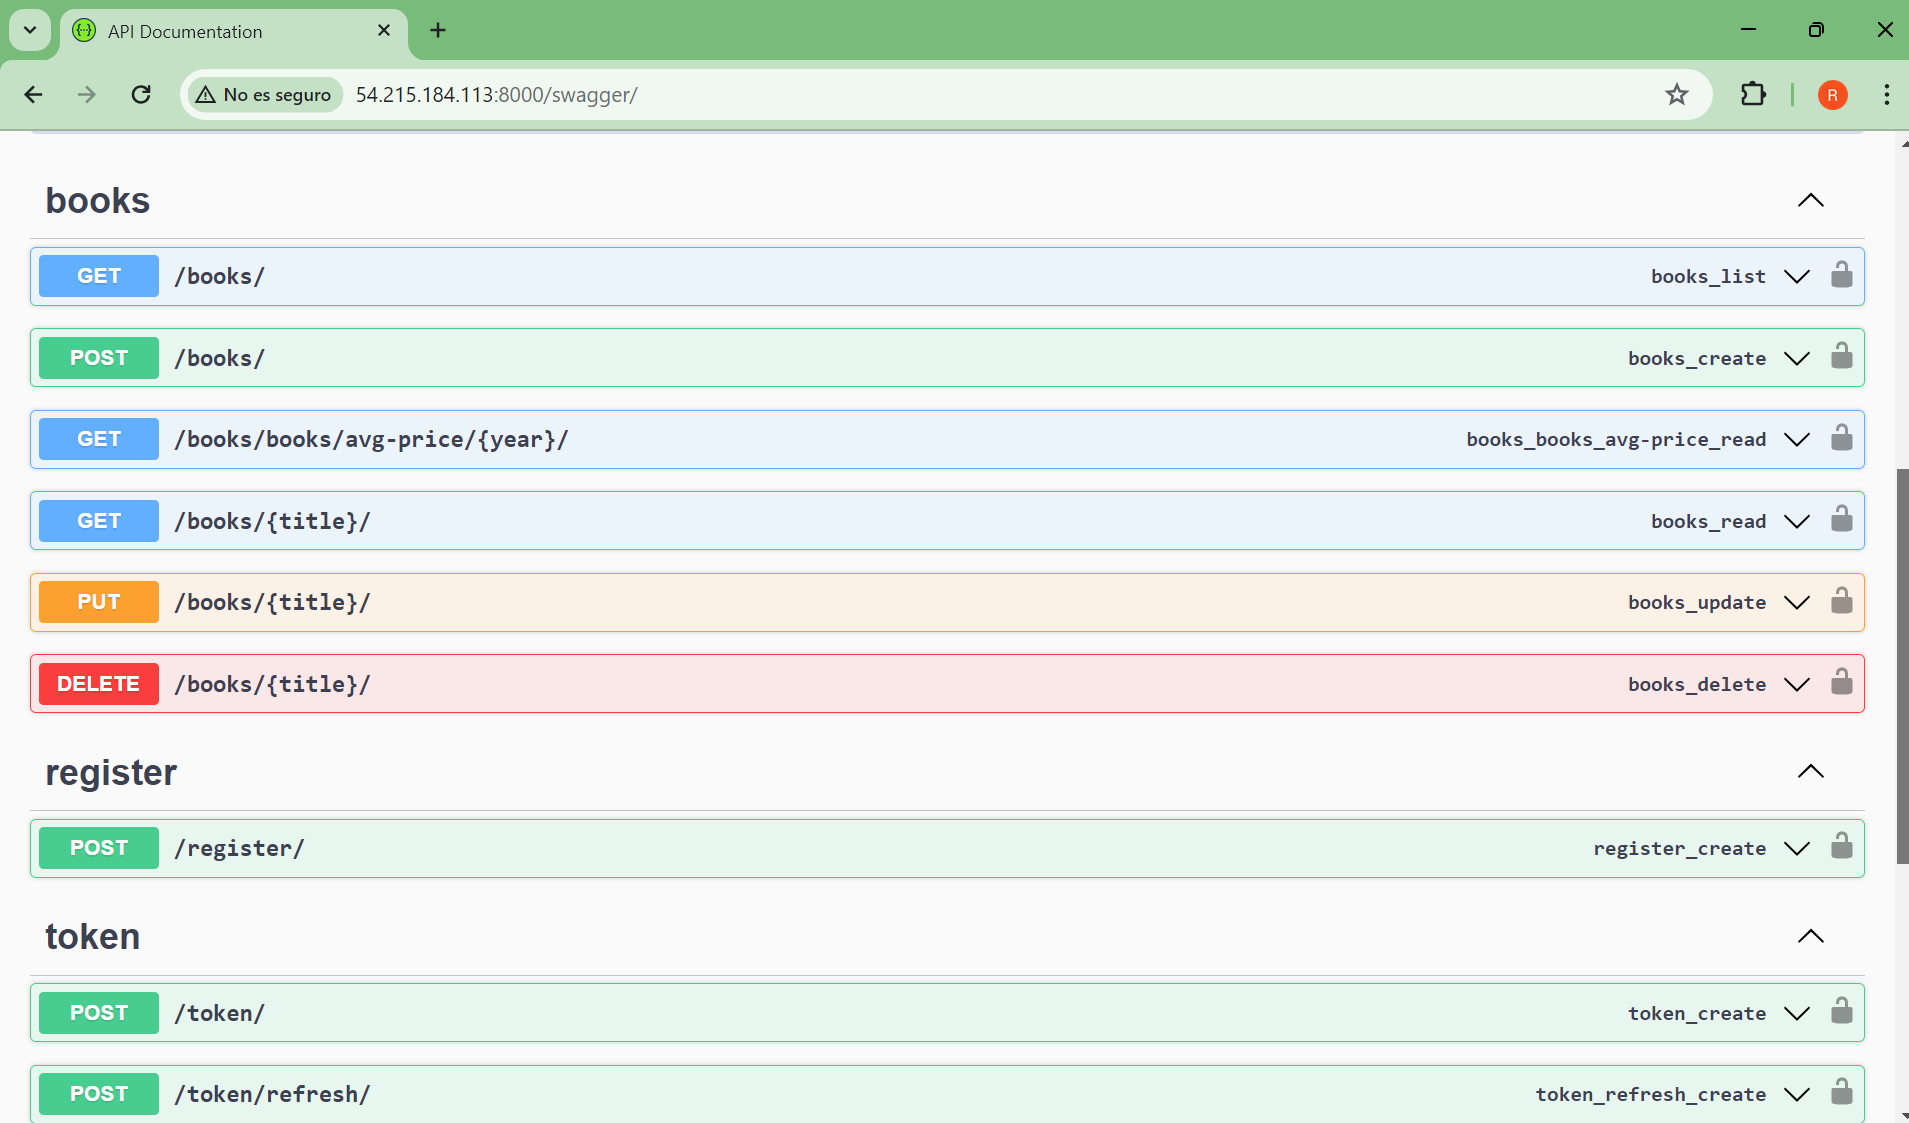 API Documentation
No es seguro 54.215.184.113:8000/swagger/
R
books
GET /books/ books_list
POST /books/ books_create
GET /books/books/avg-price/{year}/ books_books_avg-price_read
GET /books/{title}/ books_read
PUT /books/{title}/ books_update
DELETE /books/{title}/ books_delete
register
POST /register/ register_create
token
POST /token/ token_create
POST /token/refresh/ token_refresh_create